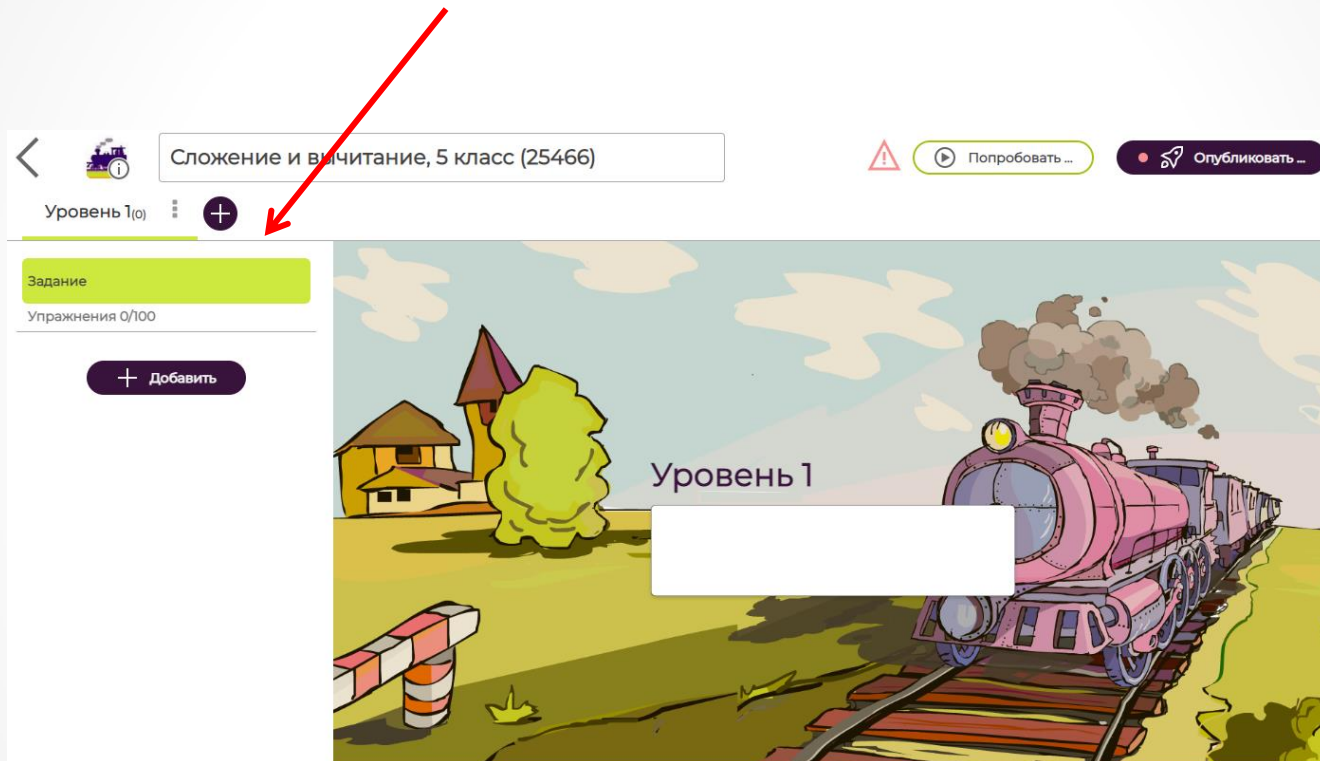 Сложение и вычитание, 5 класс (25466)
Попробовать ...
Опубликовать ...
Уровень 1(0)
Задание
Упражнения 0/100
Добавить
Уровень 1